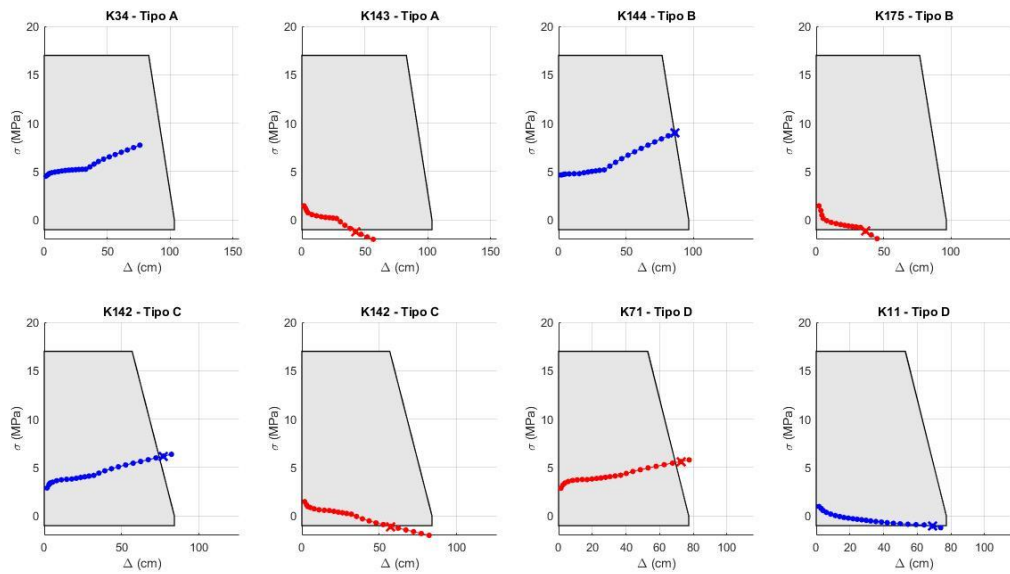 K34 - Tipo A
20
15
10
5
0
σ (MPa)
0 50 100 150
Δ (cm)
K143 - Tipo A
20
15
10
5
0
σ (MPa)
0 50 100 150
Δ (cm)
K144 - Tipo B
20
15
10
5
0
σ (MPa)
0 50 100
Δ (cm)
K175 - Tipo B
20
15
10
5
0
σ (MPa)
0 50 100
Δ (cm)
K142 - Tipo C
20
15
10
5
0
σ (MPa)
0 50 100
Δ (cm)
K142 - Tipo C
20
15
10
5
0
σ (MPa)
0 50 100
Δ (cm)
K71 - Tipo D
20
15
10
5
0
σ (MPa)
0 20 40 60 80 100
Δ (cm)
K11 - Tipo D
20
15
10
5
0
σ (MPa)
0 20 40 60 80 100
Δ (cm)